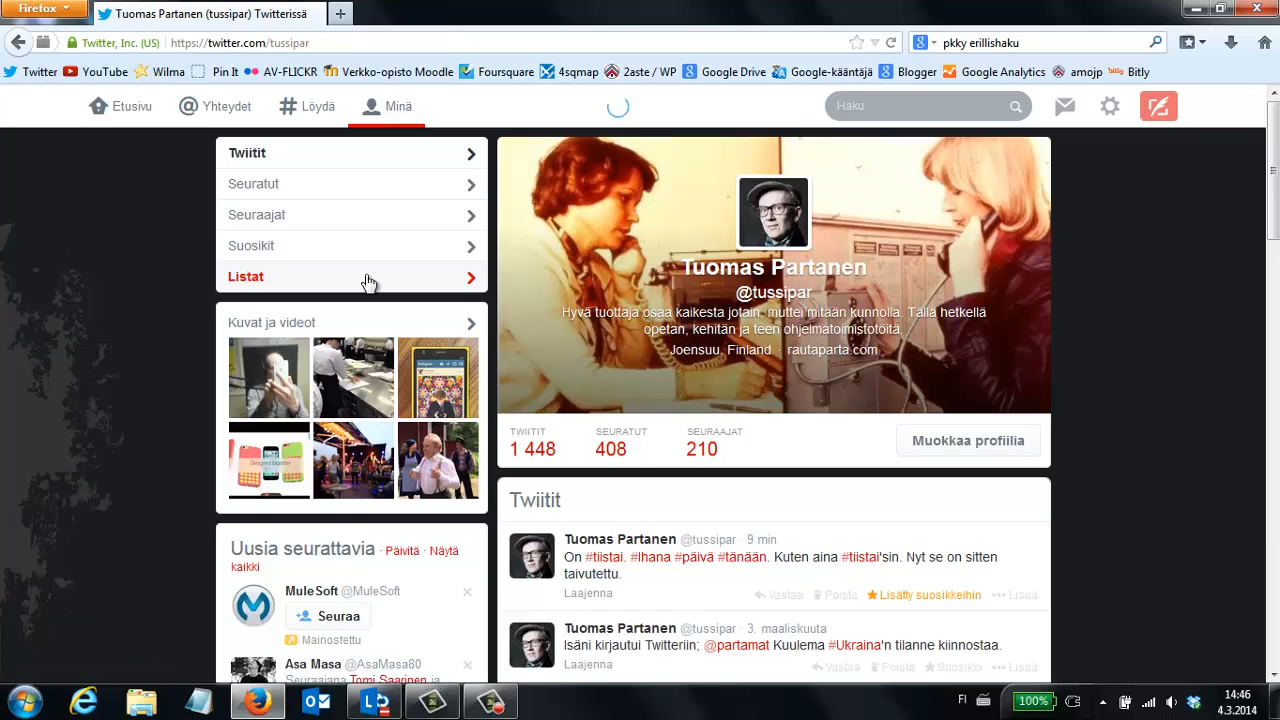 Firefox
Tuomas Partanen (tussipar) Twitterissä
Twitter, Inc. (US)
https://twitter.com/tussipar
pkky erillishaku
Twitter YouTube Wilma Pin It AV-FLICKR Verkko-opisto Moodle Foursquare 4sqmap 2aste / WP Google Drive Google-kääntäjä Blogger Google Analytics amojp Bitly
Etusivu Yhteydet Löydä Minä Haku
Twiitit
Seuratut
Seuraajat
Suosikit
Listat
Kuvat ja videot
Designed together
Uusia seurattavia · Päivitä · Näytä
kaikki
MuleSoft @MuleSoft
Seuraa
Mainostettu
Asa Masa @AsaMasa80
Seuraajana Tomi Saarinen ja
Tuomas Partanen
@tussipar
Hyvä tuottaja osaa kaikesta jotain, muttei mitään kunnolla. Tällä hetkellä
opetan, kehitän ja teen ohjelmatoimistotöitä.
Joensuu, Finland · rautaparta.com
TWIITIT SEURATUT SEURAAJAT
1 448 408 210
Muokkaa profiilia
Twiitit
Tuomas Partanen @tussipar · 9 min
On #tiistai. #Ihana #päivä #tänään. Kuten aina #tiistai'sin. Nyt se on sitten
taivutettu.
Laajenna Vastaa Poista Lisätty suosikkeihin Lisää
Tuomas Partanen @tussipar · 3. maaliskuuta
Isäni kirjautui Twitteriin; @partamat Kuulema #Ukraina'n tilanne kiinnostaa.
Laajenna Vastaa Poista Suosikki Lisää
FI 100% 14:46
4.3.2014